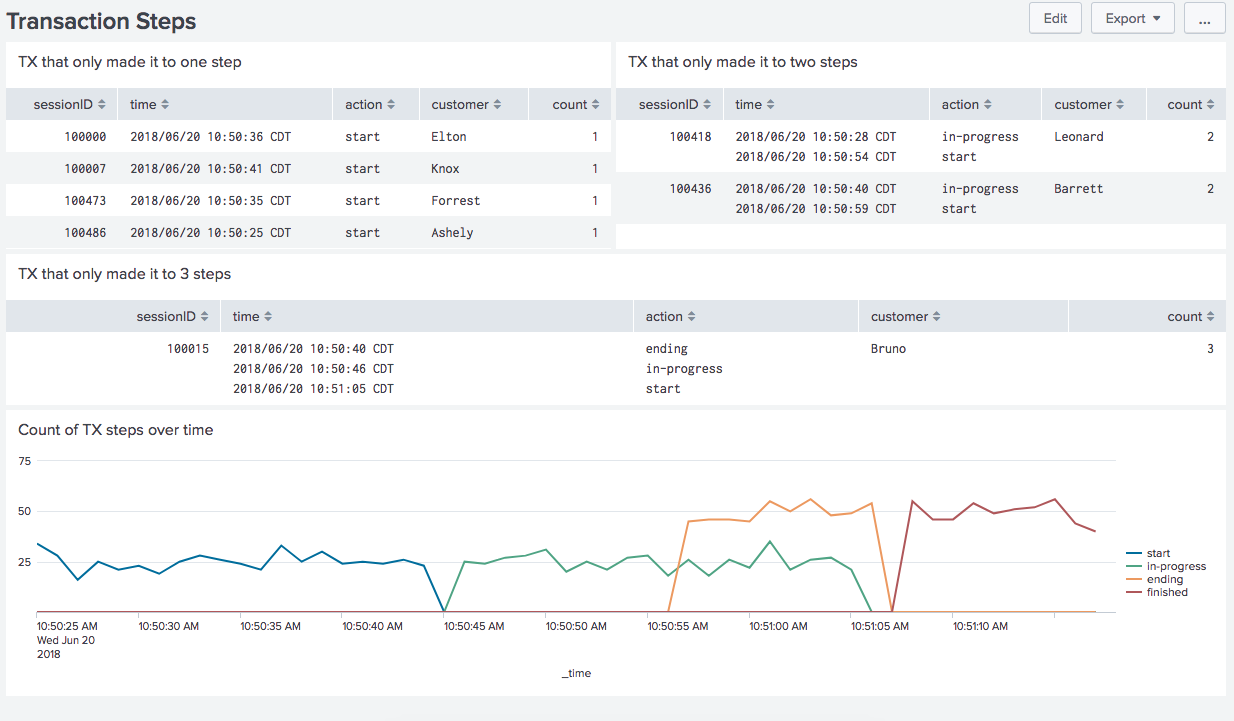 Transaction Steps
Edit
Export
...
TX that only made it to one step
sessionID time action customer count
100000 2018/06/20 10:50:36 CDT start Elton 1
100007 2018/06/20 10:50:41 CDT start Knox 1
100473 2018/06/20 10:50:35 CDT start Forrest 1
100486 2018/06/20 10:50:25 CDT start Ashely 1
TX that only made it to two steps
sessionID time action customer count
100418 2018/06/20 10:50:28 CDT in-progress Leonard 2
2018/06/20 10:50:54 CDT start
100436 2018/06/20 10:50:40 CDT in-progress Barrett 2
2018/06/20 10:50:59 CDT start
TX that only made it to 3 steps
sessionID time action customer count
100015 2018/06/20 10:50:40 CDT ending Bruno 3
2018/06/20 10:50:46 CDT in-progress
2018/06/20 10:51:05 CDT start
Count of TX steps over time
75
50
25
start
in-progress
ending
finished
10:50:25 AM 10:50:30 AM 10:50:35 AM 10:50:40 AM 10:50:45 AM 10:50:50 AM 10:50:55 AM 10:51:00 AM 10:51:05 AM 10:51:10 AM
Wed Jun 20
2018
_time